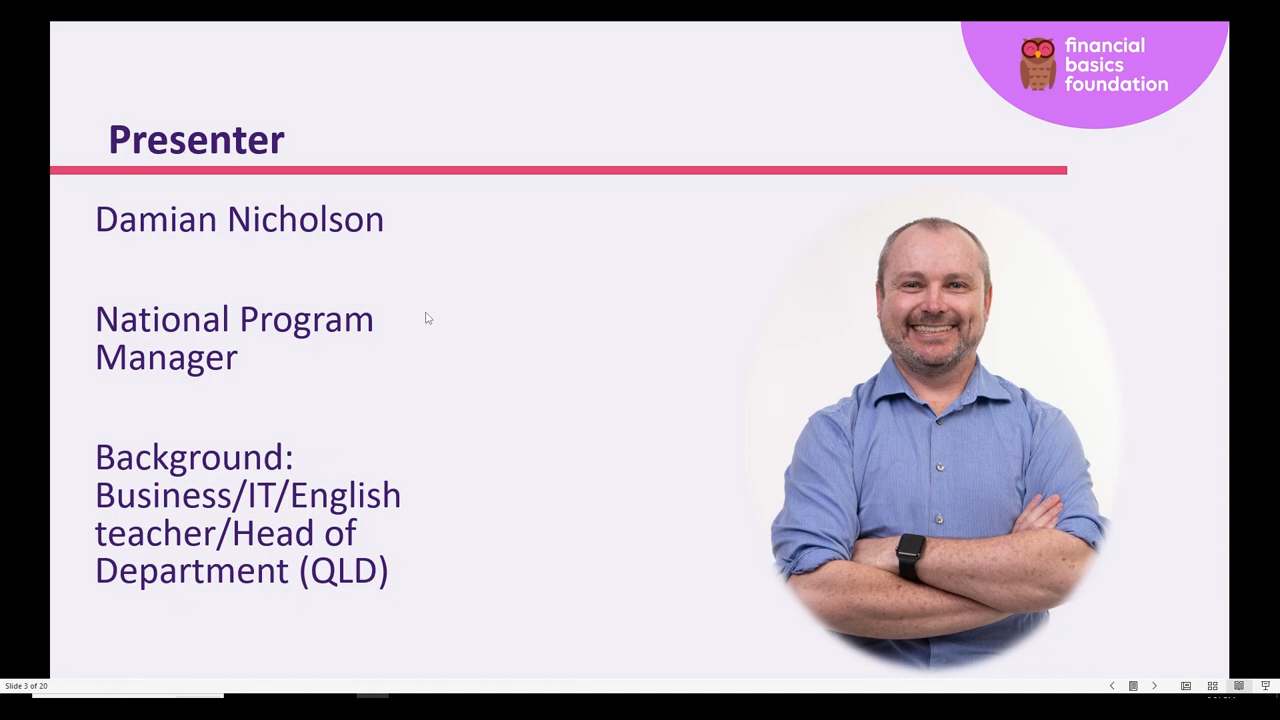 financial
basics
foundation
Presenter
Damian Nicholson
National Program
Manager
Background:
Business/IT/English
teacher/Head of
Department (QLD)
Slide 3 of 20